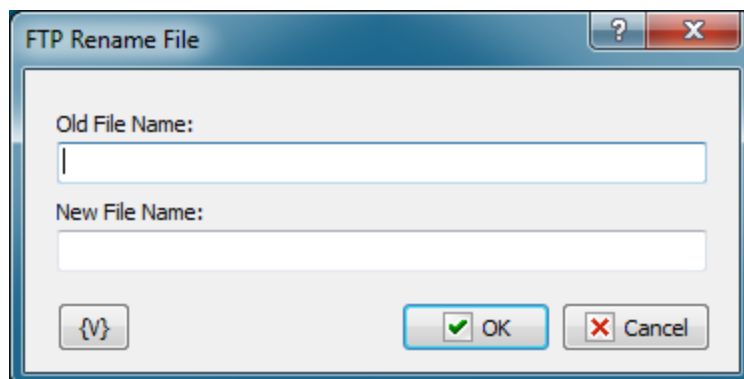 FTP Rename File
?
X
Old File Name:
New File Name:
{V}
OK
Cancel